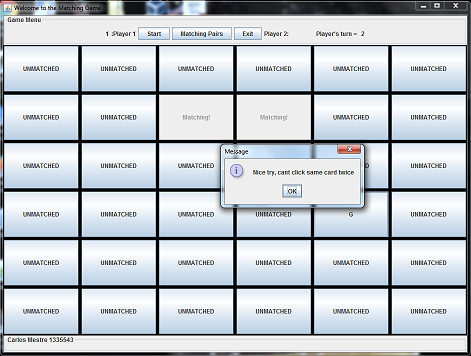 Welcome to the Matching Game
Game Menu
1 :Player 1 Start Matching Pairs Exit Player 2: Player's turn = 2
UNMATCHED UNMATCHED UNMATCHED UNMATCHED UNMATCHED UNMATCHED
UNMATCHED UNMATCHED Matching! Matching! UNMATCHED UNMATCHED
Message
Nice try, cant click same card twice
OK
UNMATCHED UNMATCHED UNMATCHED UNMATCHED UNMATCHED UNMATCHED
UNMATCHED UNMATCHED UNMATCHED UNMATCHED G UNMATCHED
UNMATCHED UNMATCHED UNMATCHED UNMATCHED UNMATCHED UNMATCHED
UNMATCHED UNMATCHED UNMATCHED UNMATCHED UNMATCHED UNMATCHED
Carlos Mestre 1335543